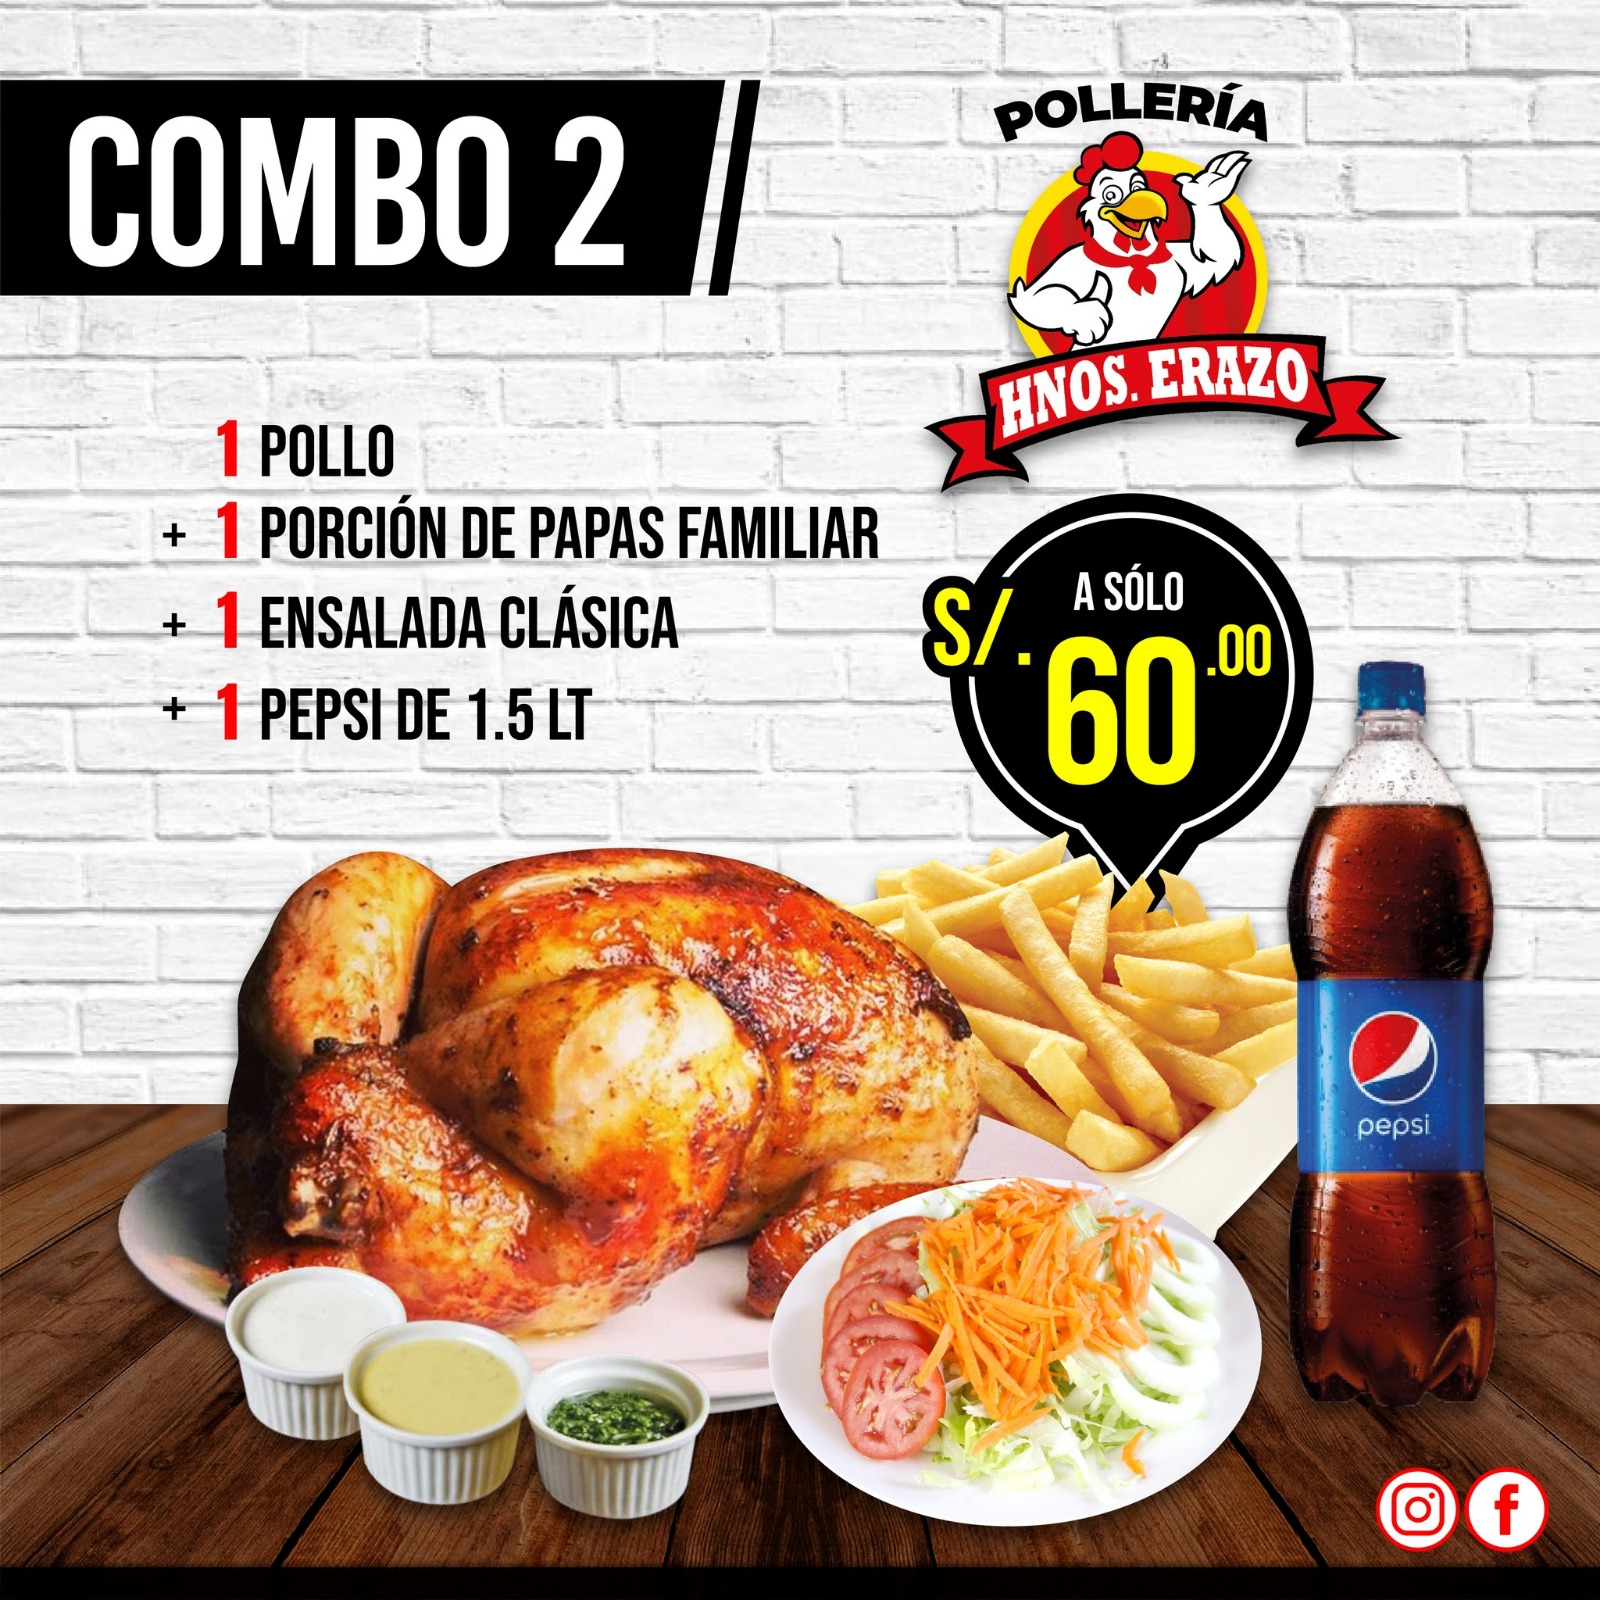 COMBO 2
POLLERÍA
HNOS. ERAZO
1 POLLO
+ 1 PORCIÓN DE PAPAS FAMILIAR
+ 1 ENSALADA CLÁSICA
+ 1 PEPSI DE 1.5 LT
A SÓLO
S/. 60.00
pepsi